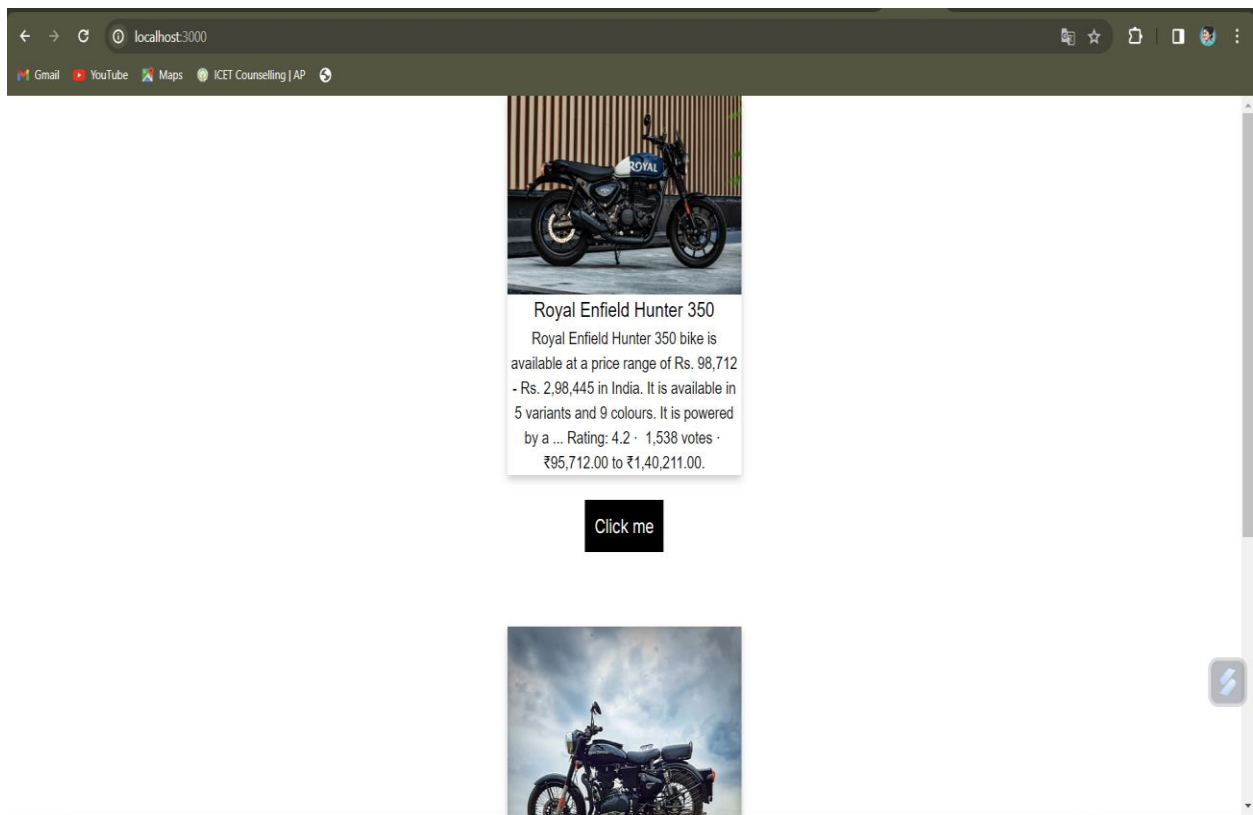 localhost:3000
Gmail YouTube Maps ICET Counselling | AP
ROYAL
Royal Enfield Hunter 350
Royal Enfield Hunter 350 bike is
available at a price range of Rs. 98,712
- Rs. 2,98,445 in India. It is available in
5 variants and 9 colours. It is powered
by a ... Rating: 4.2 · 1,538 votes ·
₹95,712.00 to ₹1,40,211.00.
Click me